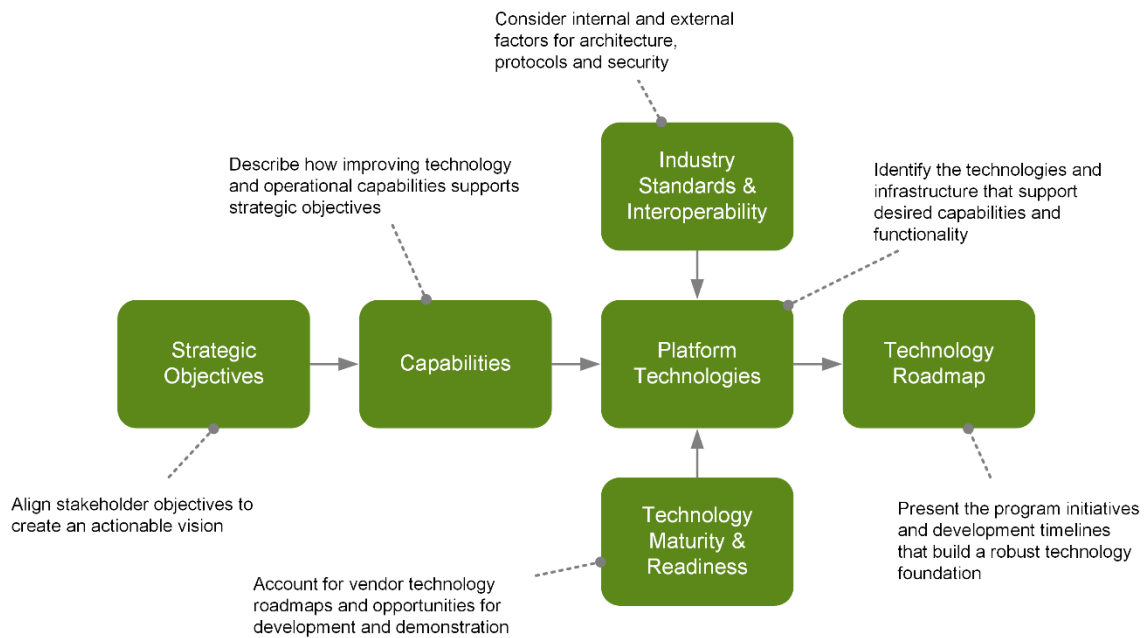 Consider internal and external
factors for architecture,
protocols and security
Industry
Standards &
Interoperability
Describe how improving technology
and operational capabilities supports
strategic objectives
Identify the technologies and
infrastructure that support
desired capabilities and
functionality
Strategic
Objectives
Capabilities
Platform
Technologies
Technology
Roadmap
Align stakeholder objectives to
create an actionable vision
Technology
Maturity &
Readiness
Present the program initiatives
and development timelines
that build a robust technology
foundation
Account for vendor technology
roadmaps and opportunities for
development and demonstration